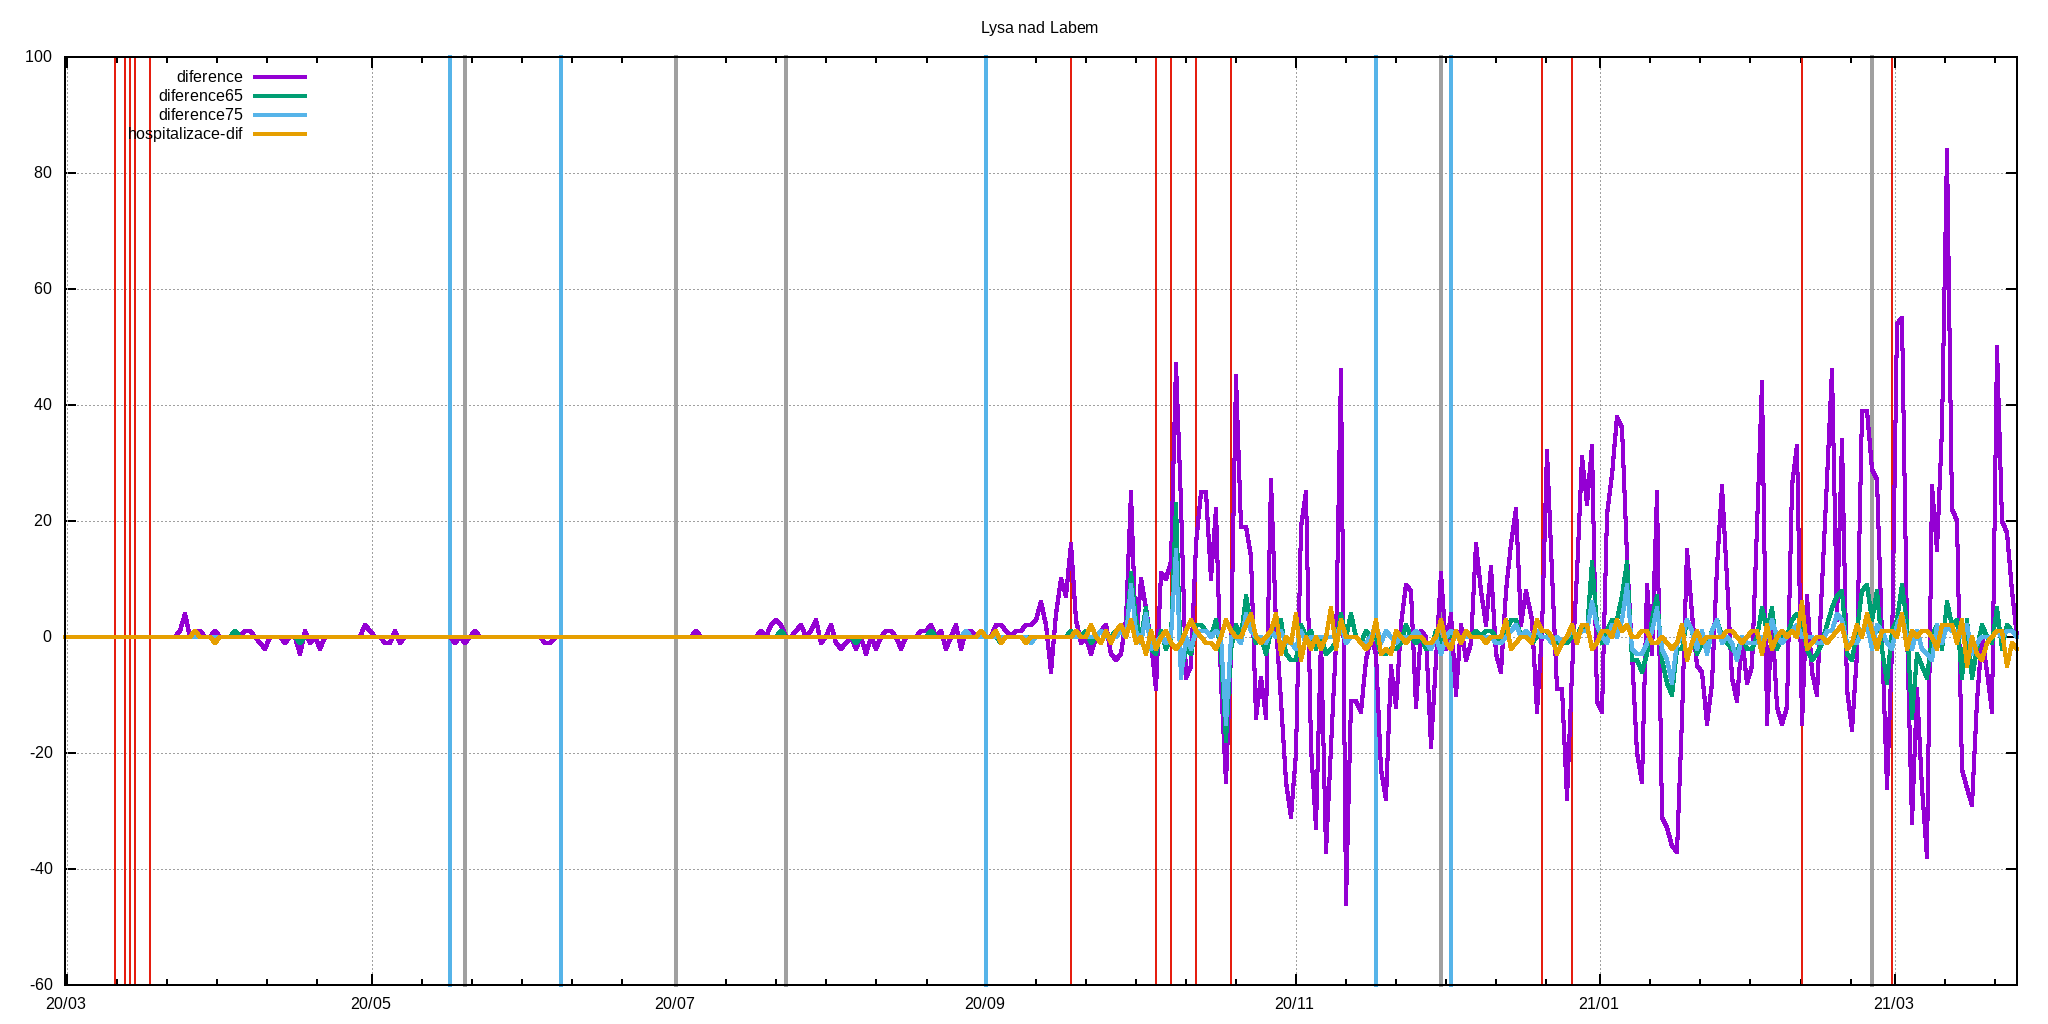 Lysa nad Labem
100
80
60
40
20
0
-20
-40
-60
diference
diference65
diference75
hospitalizace-dif
20/03 20/05 20/07 20/09 20/11 21/01 21/03